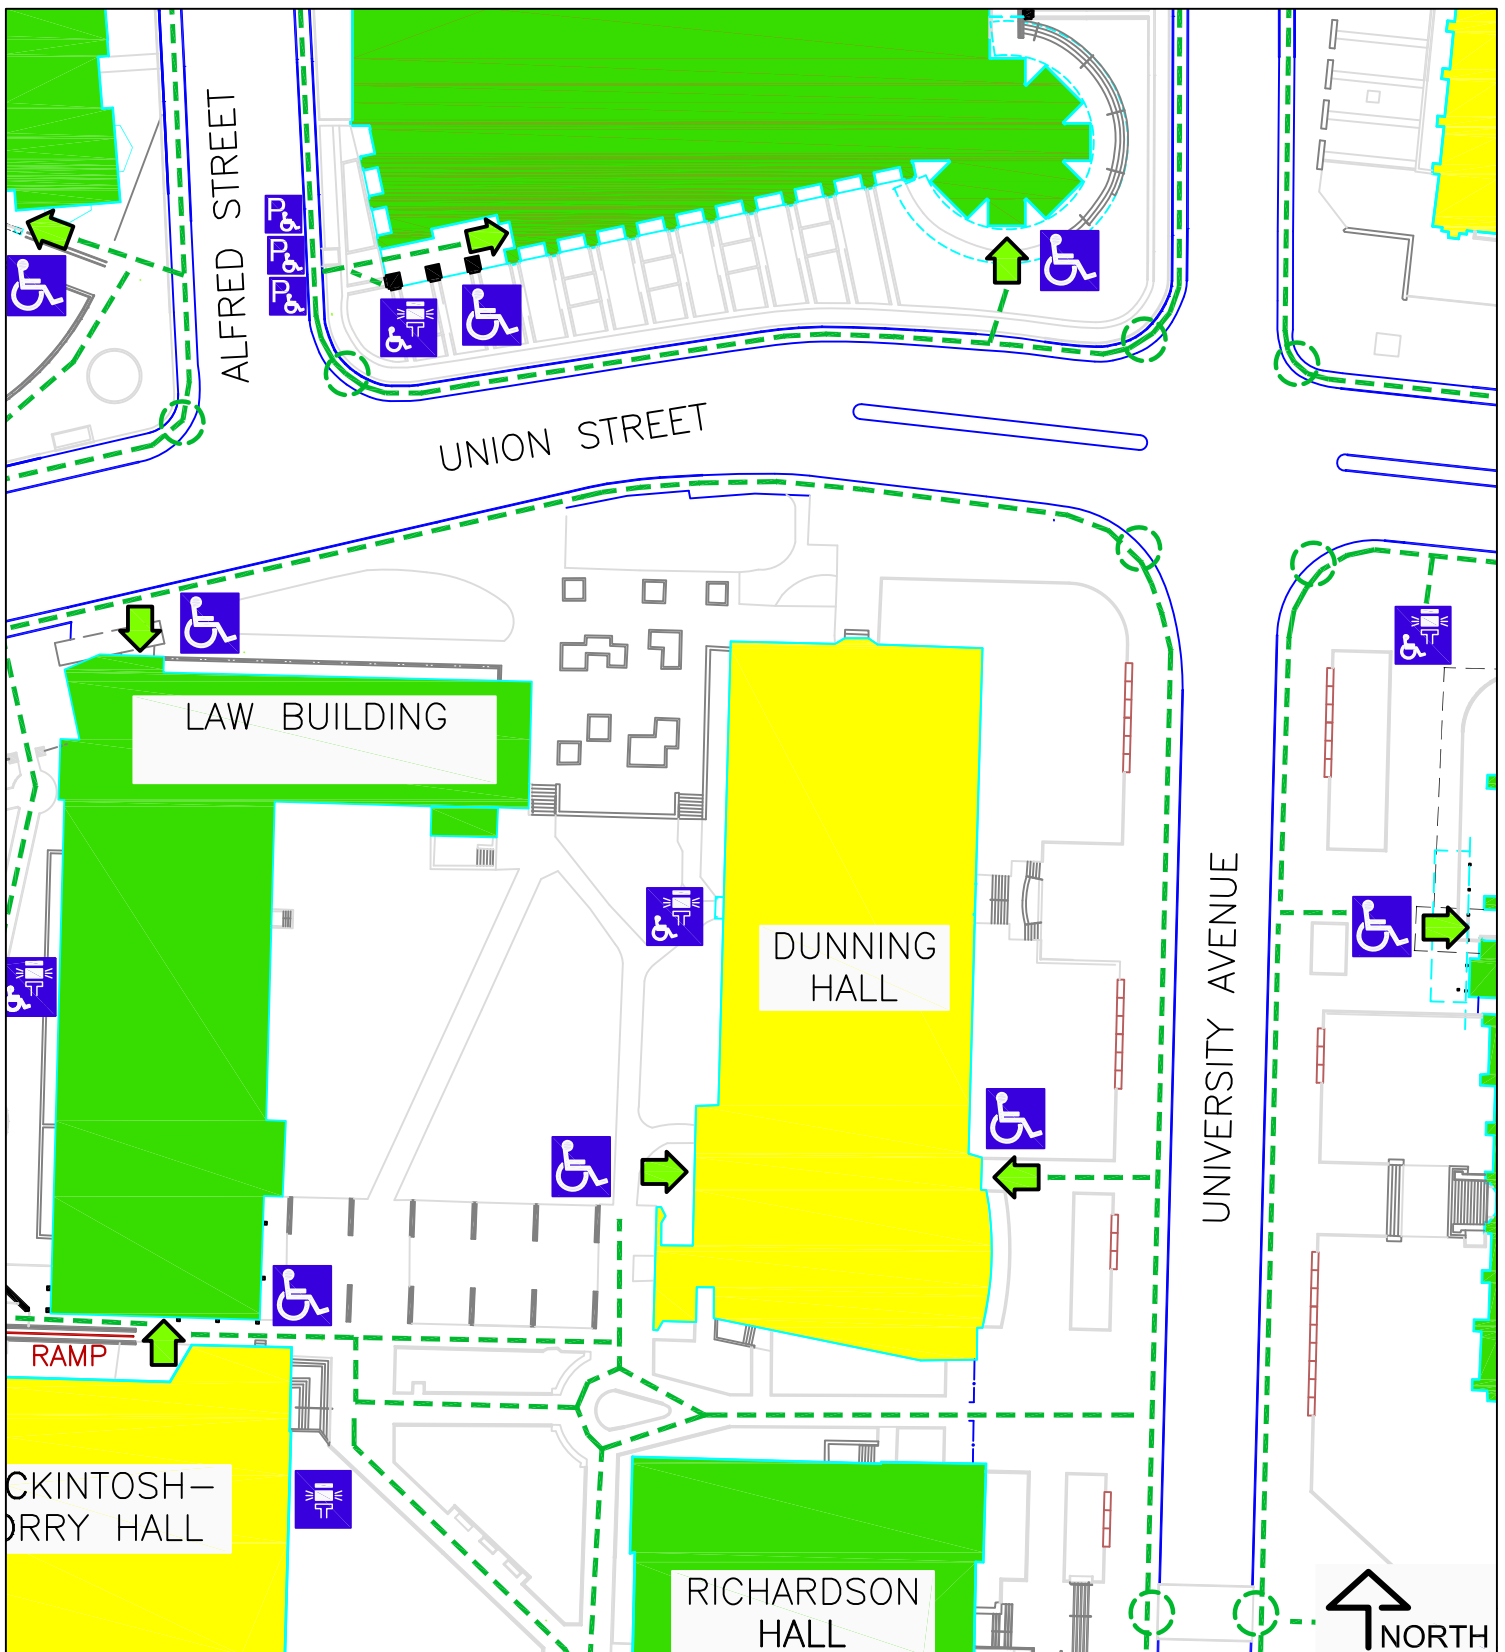 ALFRED STREET
P
P
P
UNION STREET
LAW BUILDING
DUNNING
HALL
UNIVERSITY AVENUE
RAMP
CKINTOSH-
ORRY HALL
RICHARDSON
HALL
NORTH